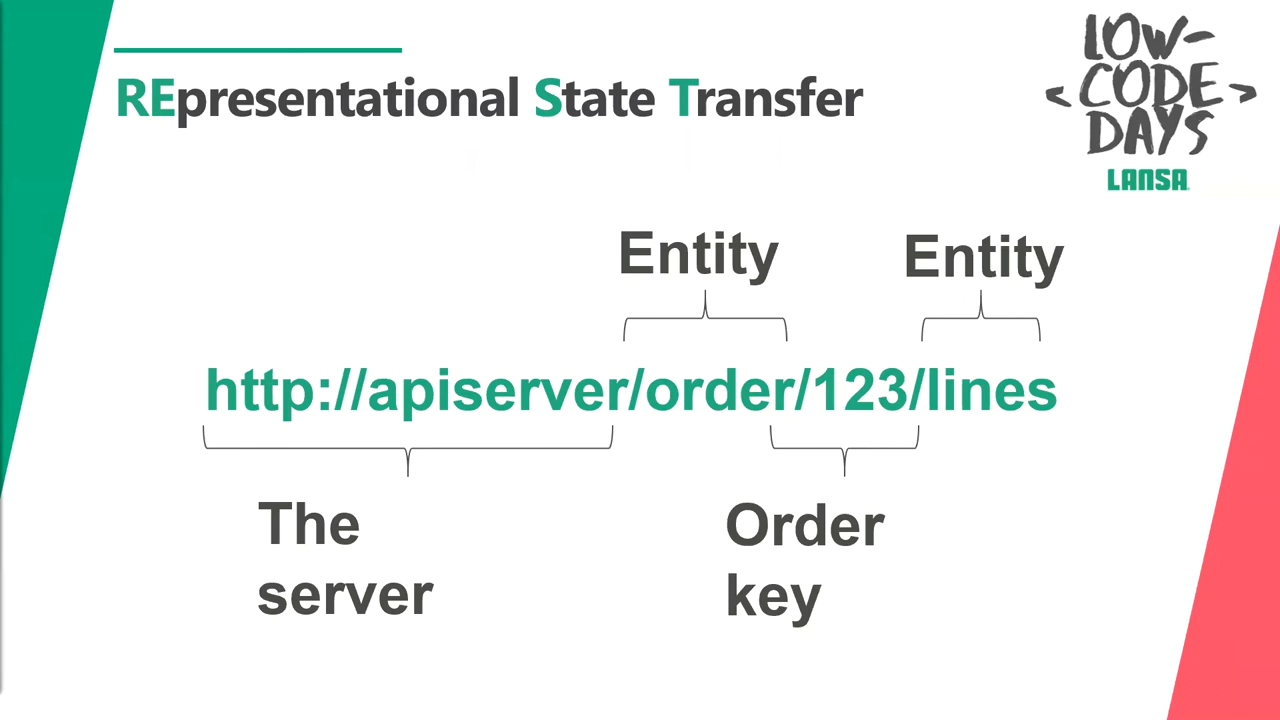 REpresentational State Transfer
LOW-
<CODE>
DAYS
LANSA
Entity
Entity
http://apiserver/order/123/lines
The
server
Order
key